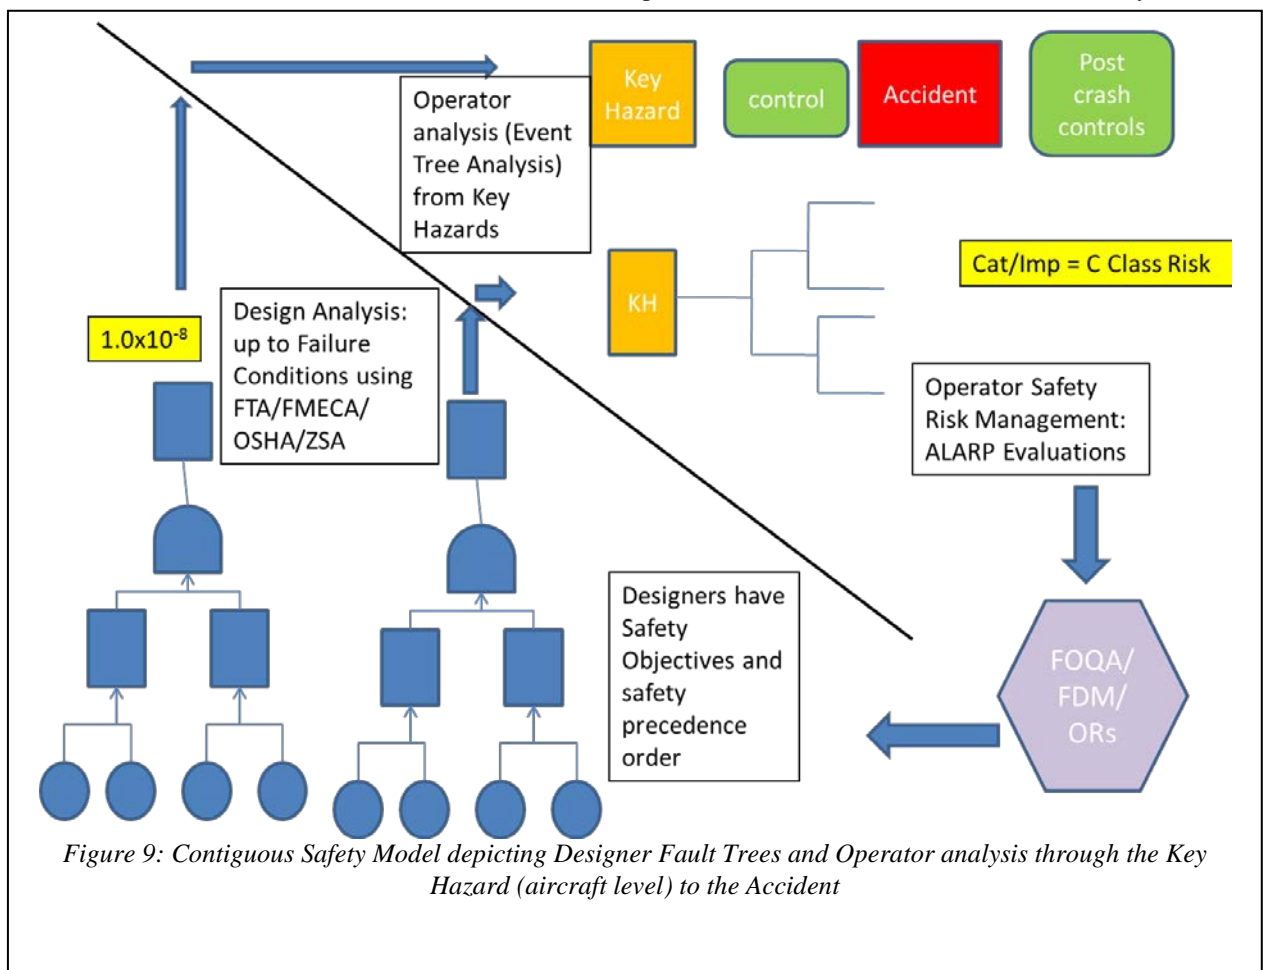 Key
Hazard
control
Accident
Post
crash
controls
Operator
analysis (Event
Tree Analysis)
from Key
Hazards
KH
Cat/Imp = C Class Risk
1.0x10⁻⁸
Design Analysis:
up to Failure
Conditions using
FTA/FMECA/
OSHA/ZSA
Operator Safety
Risk Management:
ALARP Evaluations
Designers have
Safety
Objectives and
safety
precedence
order
FOQA/
FDM/
ORs
Figure 9: Contiguous Safety Model depicting Designer Fault Trees and Operator analysis through the Key
Hazard (aircraft level) to the Accident